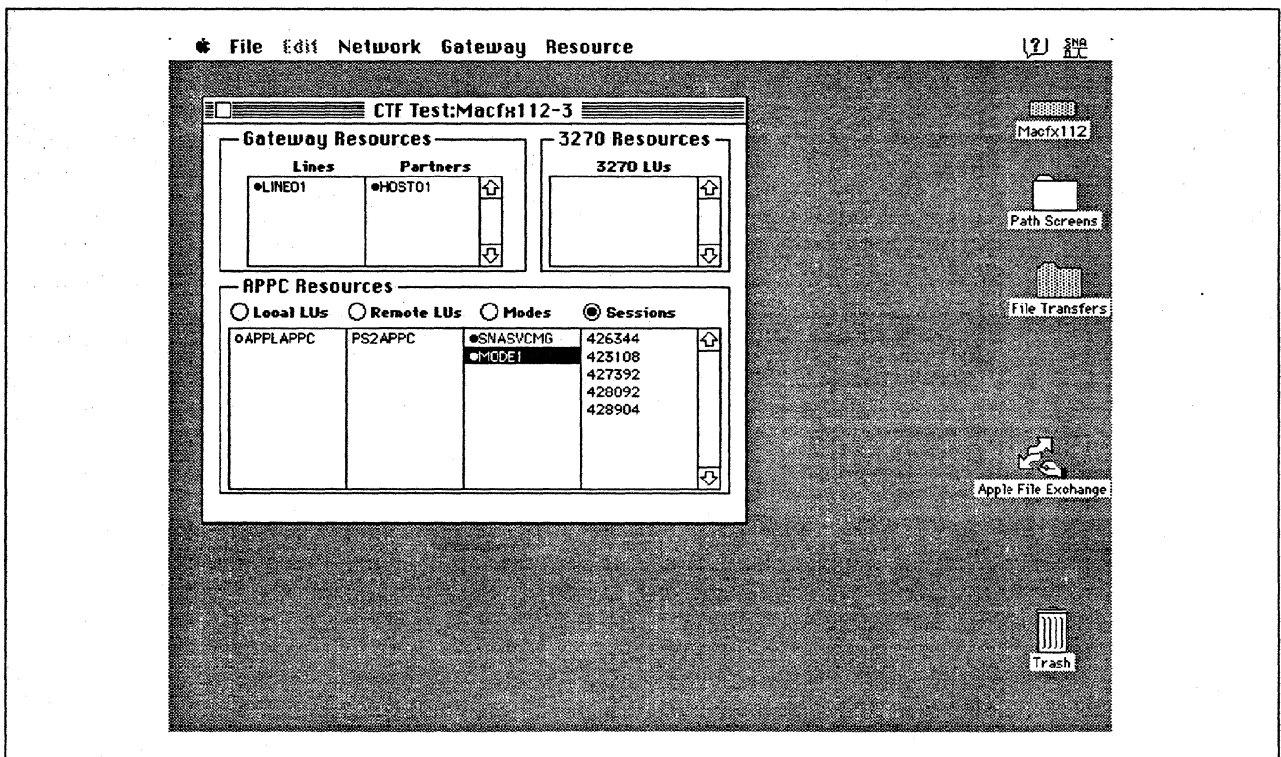 File Edit Network Gateway Resource
SNA
CTF Test:Macfx112-3
Gateway Resources
3270 Resources
Lines Partners
3270 LUs
LINE01 HOST01
APPC Resources
Local LUs Remote LUs Modes Sessions
APPLAPPC PS2APPC SNASVCMG 426344
MODE1 423108
427392
428092
428904
Macfx112
Path Screens
File Transfers
Apple File Exchange
Trash